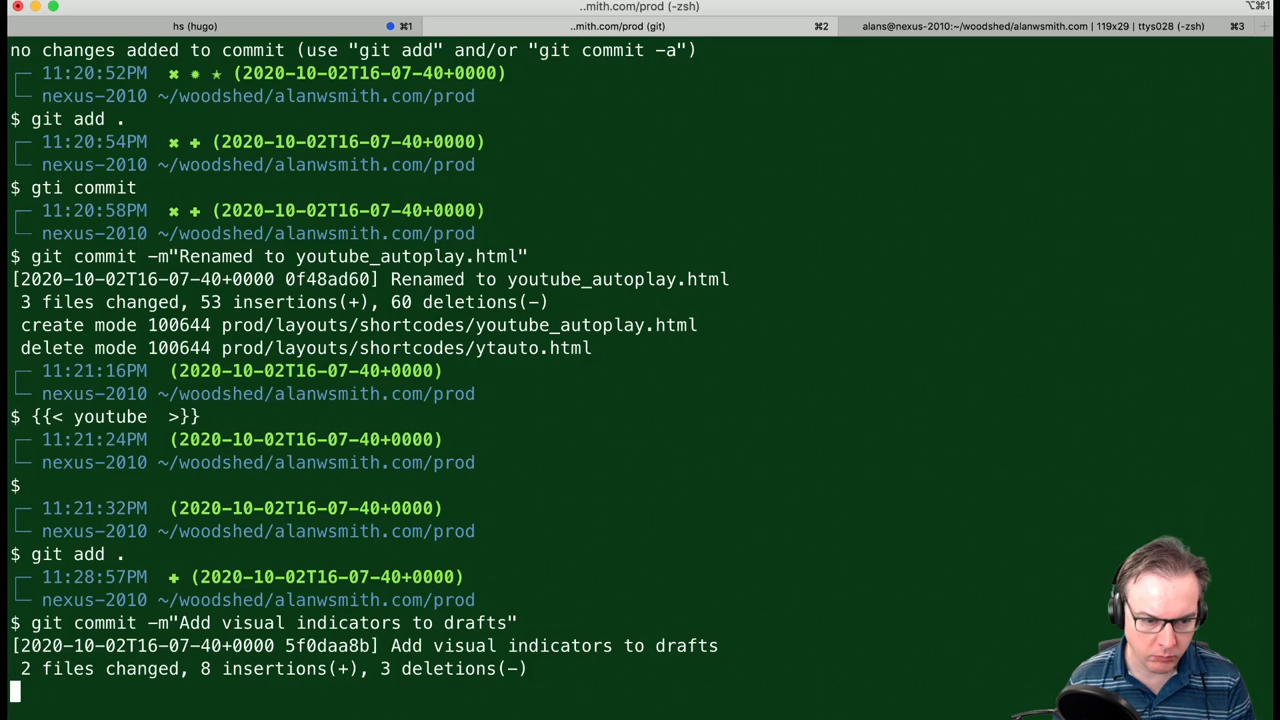 ..mith.com/prod (-zsh)
⌥⌘1
hs (hugo) ⌘1
..mith.com/prod (git) ⌘2
alans@nexus-2010:~/woodshed/alanwsmith.com | 119x29 | ttys028 (-zsh) ⌘3
no changes added to commit (use "git add" and/or "git commit -a")
11:20:52PM ✖ ✹ ★ (2020-10-02T16-07-40+0000)
nexus-2010 ~/woodshed/alanwsmith.com/prod
$ git add .
11:20:54PM ✖ ✚ (2020-10-02T16-07-40+0000)
nexus-2010 ~/woodshed/alanwsmith.com/prod
$ gti commit
11:20:58PM ✖ ✚ (2020-10-02T16-07-40+0000)
nexus-2010 ~/woodshed/alanwsmith.com/prod
$ git commit -m"Renamed to youtube_autoplay.html"
[2020-10-02T16-07-40+0000 0f48ad60] Renamed to youtube_autoplay.html
3 files changed, 53 insertions(+), 60 deletions(-)
create mode 100644 prod/layouts/shortcodes/youtube_autoplay.html
delete mode 100644 prod/layouts/shortcodes/ytauto.html
11:21:16PM (2020-10-02T16-07-40+0000)
nexus-2010 ~/woodshed/alanwsmith.com/prod
$ {{< youtube  >}}
11:21:24PM (2020-10-02T16-07-40+0000)
nexus-2010 ~/woodshed/alanwsmith.com/prod
$
11:21:32PM (2020-10-02T16-07-40+0000)
nexus-2010 ~/woodshed/alanwsmith.com/prod
$ git add .
11:28:57PM ✚ (2020-10-02T16-07-40+0000)
nexus-2010 ~/woodshed/alanwsmith.com/prod
$ git commit -m"Add visual indicators to drafts"
[2020-10-02T16-07-40+0000 5f0daa8b] Add visual indicators to drafts
2 files changed, 8 insertions(+), 3 deletions(-)